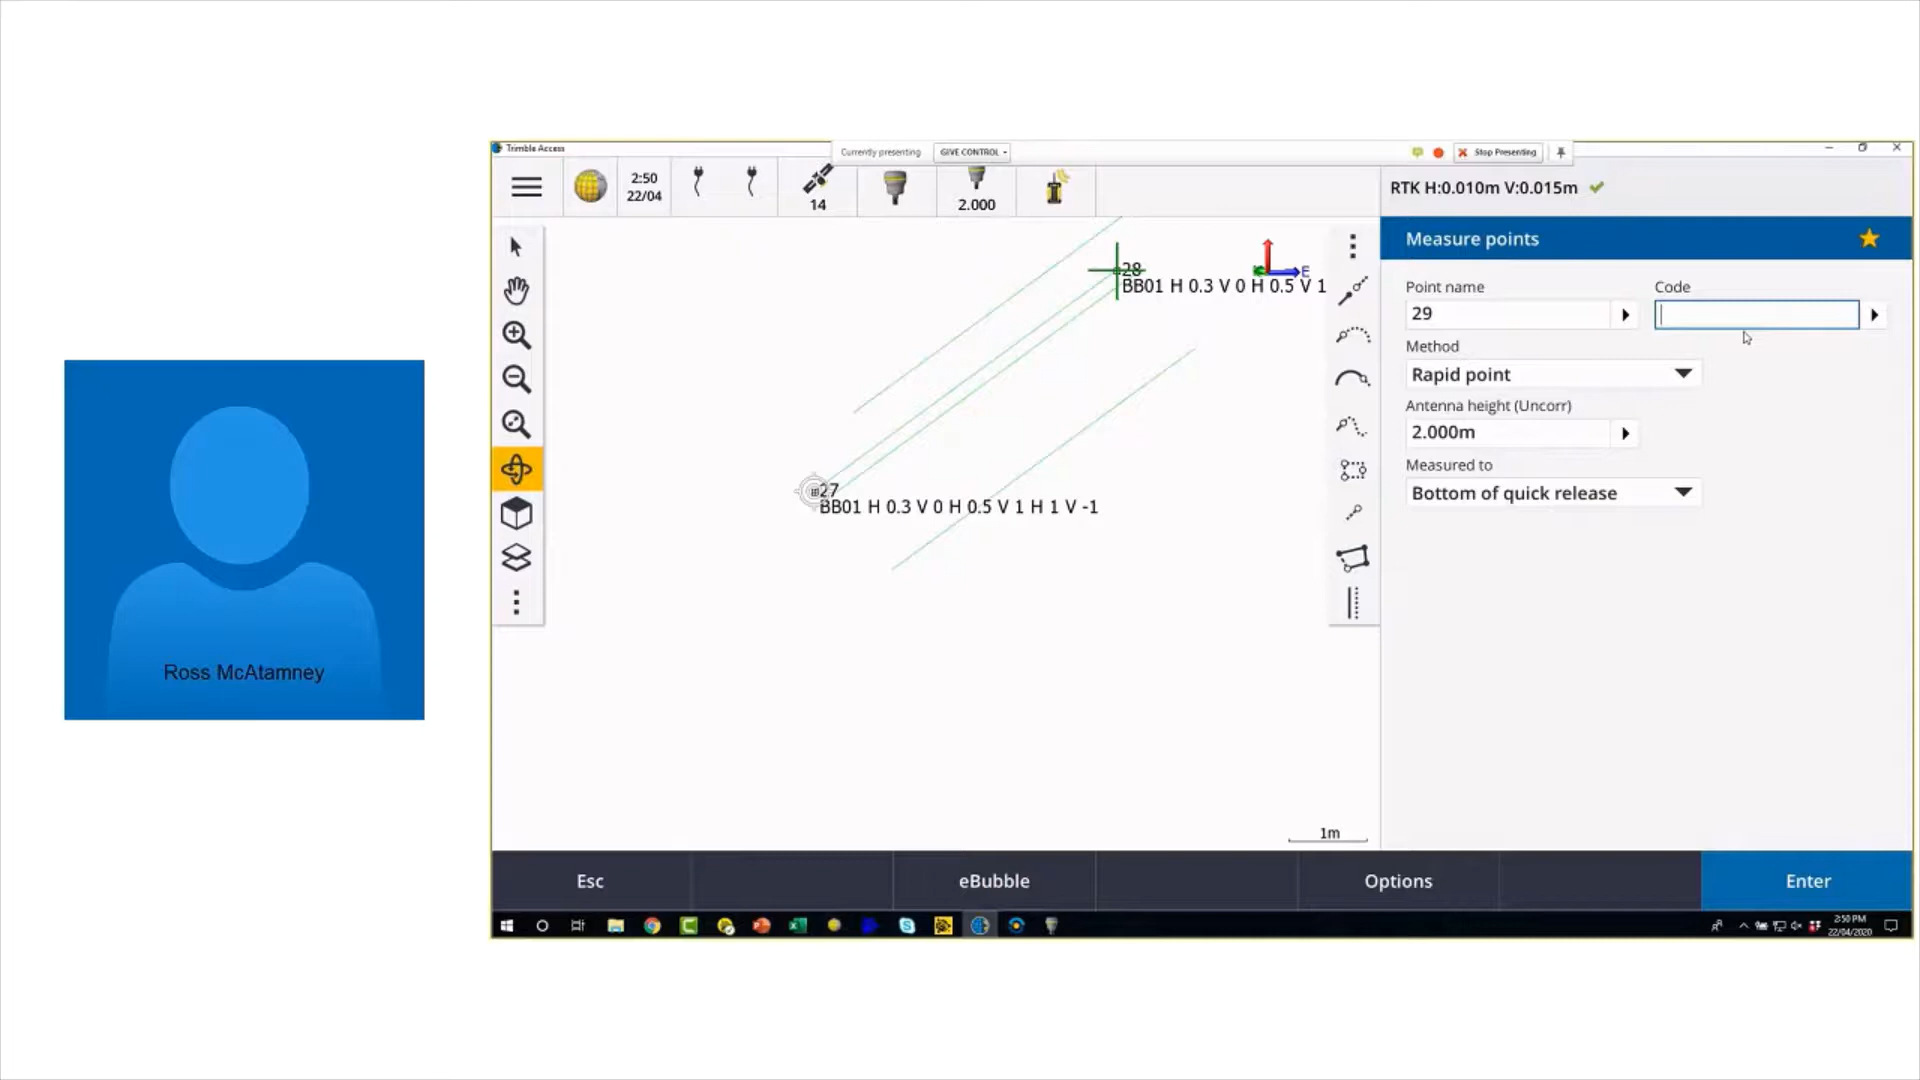 Trimble Access
Currently presenting
GIVE CONTROL
Stop Presenting
2:50
22/04
14
2.000
RTK H:0.010m V:0.015m
Measure points
Point name
Code
29
Method
Rapid point
Antenna height (Uncorr)
2.000m
Measured to
Bottom of quick release
28
BB01 H 0.3 V 0 H 0.5 V 1
E
27
BB01 H 0.3 V 0 H 0.5 V 1 H 1 V -1
Ross McAtamney
1m
Esc
eBubble
Options
Enter
2:50 PM
22/04/2020